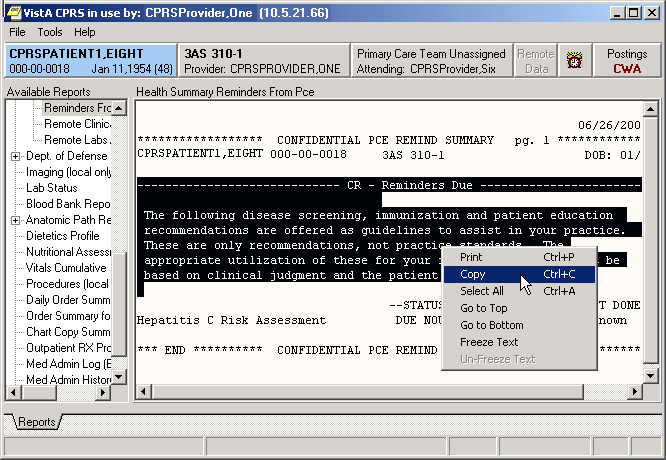 VistA CPRS in use by: CPRSProvider,One (10.5.21.66)
File Tools Help
CPRSPATIENT1,EIGHT
000-00-0018 Jan 11,1954 (48)
3AS 310-1
Provider: CPRSPROVIDER,ONE
Primary Care Team Unassigned
Attending: CPRSProvider,Six
Remote
Data
Postings
CWA
Available Reports
Reminders Fro
Remote Clinica
Remote Labs
Dept. of Defense
Imaging (local only
Lab Status
Blood Bank Repo
Anatomic Path Re
Dietetics Profile
Nutritional Assess
Vitals Cumulative
Procedures (local
Daily Order Summ
Order Summary fo
Chart Copy Summ
Outpatient RX Pro
Med Admin Log (E
Med Admin Histor
Health Summary Reminders From Pce
06/26/200
***************** CONFIDENTIAL PCE REMIND SUMMARY pg. 1 ************
CPRSPATIENT1,EIGHT 000-00-0018 3AS 310-1 DOB: 01/
---------------------------- CR - Reminders Due ----------------------
The following disease screening, immunization and patient education
recommendations are offered as guidelines to assist in your practice.
These are only recommendations, not practice standards. The
appropriate utilization of these for your be
based on clinical judgment and the patient
--STATUS T DONE
Hepatitis C Risk Assessment DUE NOW nown
*** END ********** CONFIDENTIAL PCE REMIND ******
Print Ctrl+P
Copy Ctrl+C
Select All Ctrl+A
Go to Top
Go to Bottom
Freeze Text
Un-Freeze Text
Reports